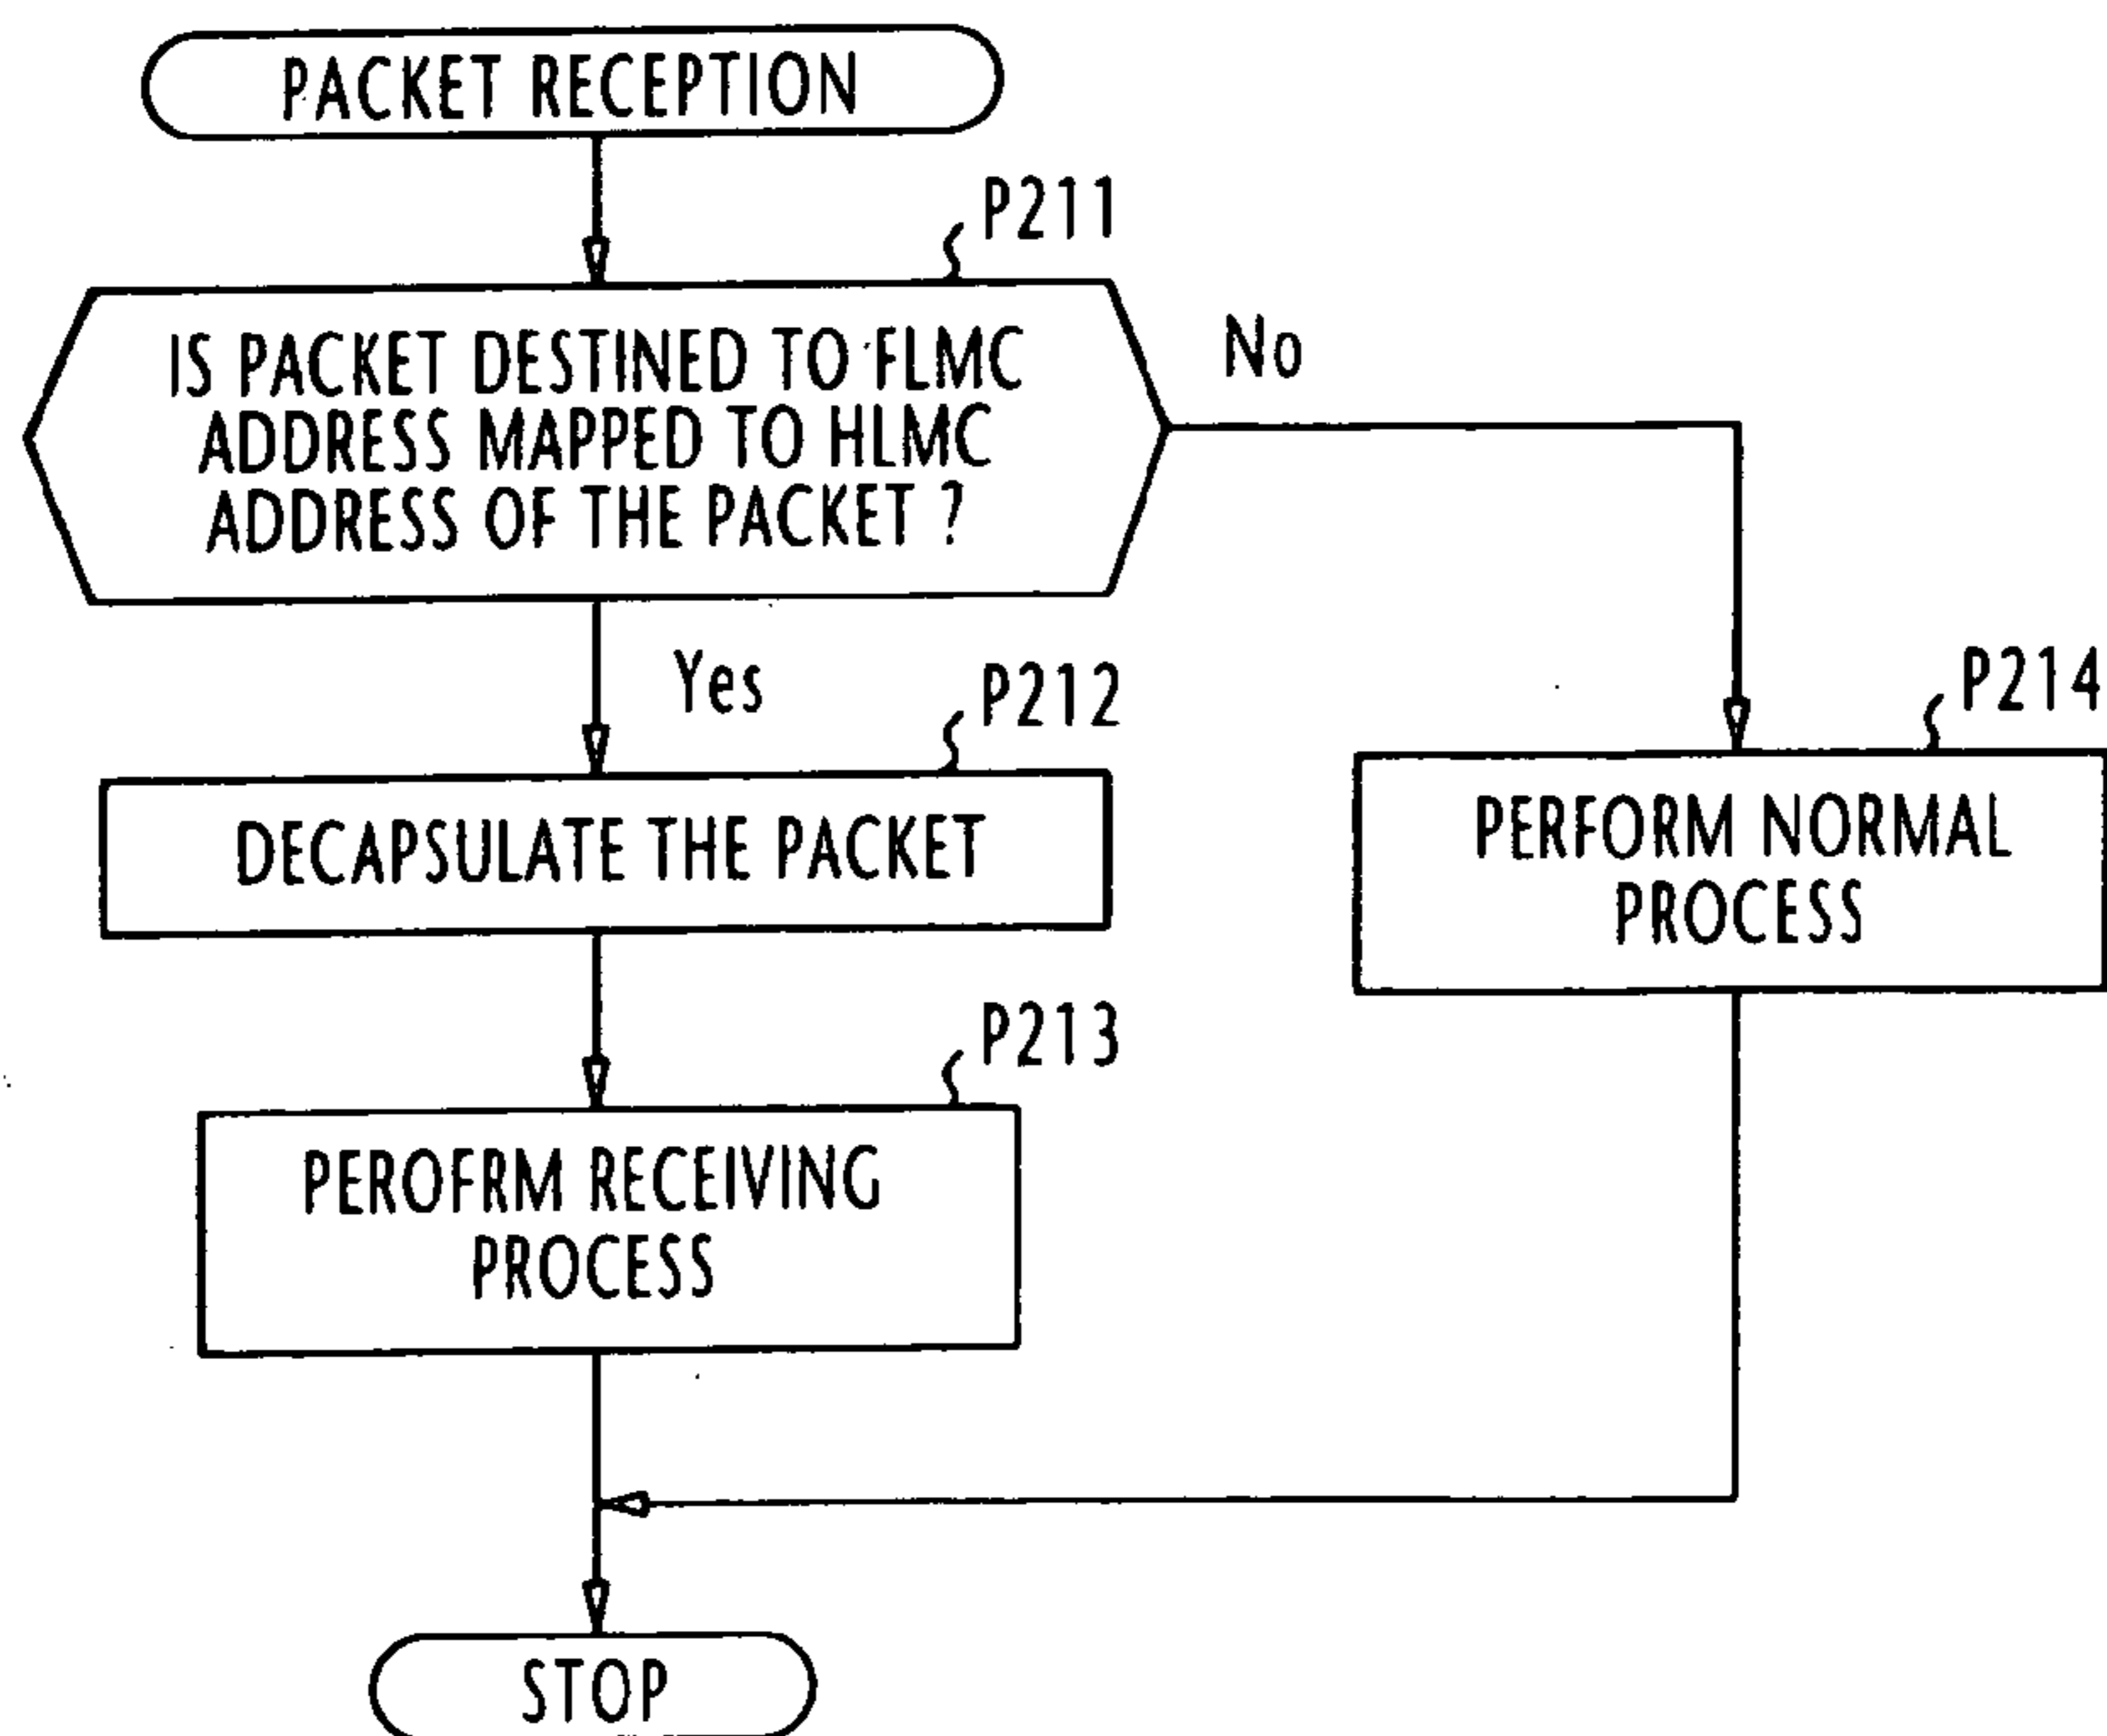 PACKET RECEPTION
P211
IS PACKET DESTINED TO FLMC
ADDRESS MAPPED TO HLMC
ADDRESS OF THE PACKET ?
No
Yes
P212
DECAPSULATE THE PACKET
P214
PERFORM NORMAL
PROCESS
P213
PEROFRM RECEIVING
PROCESS
STOP